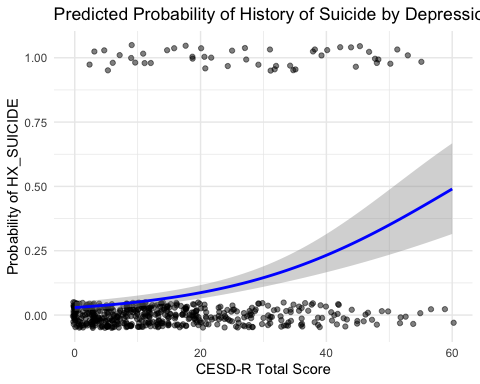 Predicted Probability of History of Suicide by Depressio
1.00
0.75
0.50
0.25
0.00
Probability of HX_SUICIDE
0 20 40 60
CESD-R Total Score